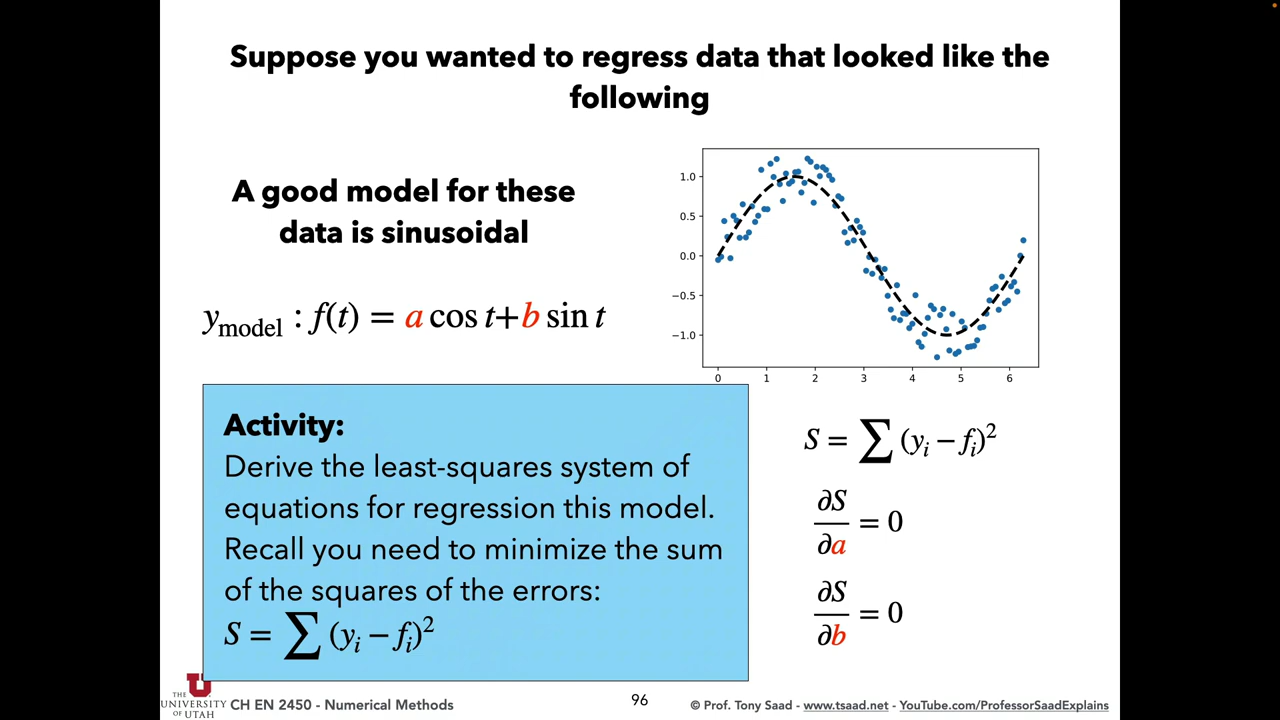 Suppose you wanted to regress data that looked like the
following
A good model for these
data is sinusoidal
y_model : f(t) = a cos t+b sin t
1.0
0.5
0.0
−0.5
−1.0
0 1 2 3 4 5 6
Activity:
Derive the least-squares system of
equations for regression this model.
Recall you need to minimize the sum
of the squares of the errors:
S = ∑ (y_i − f_i)²
S = ∑ (y_i − f_i)²
∂S/∂a = 0
∂S/∂b = 0
U
THE
UNIVERSITY
OF UTAH
CH EN 2450 - Numerical Methods
96
© Prof. Tony Saad - www.tsaad.net - YouTube.com/ProfessorSaadExplains